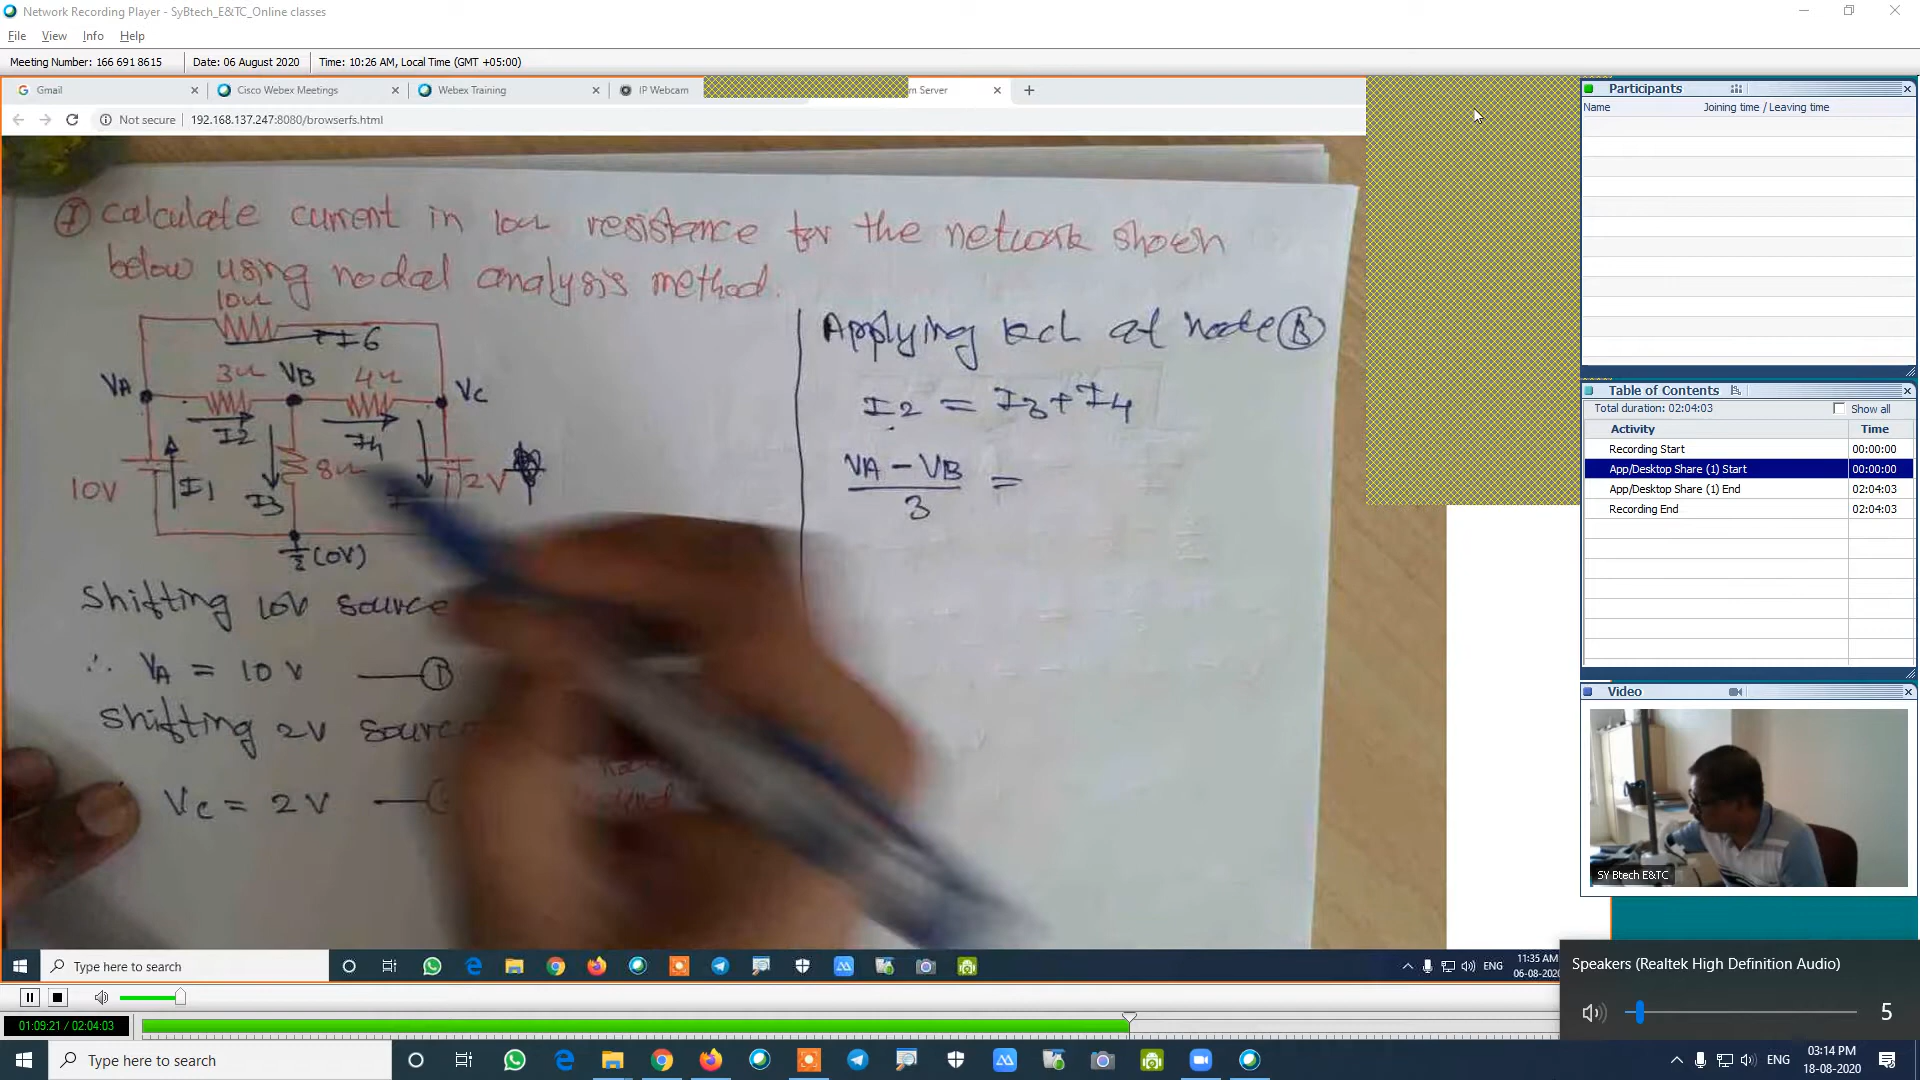 Network Recording Player - SyBtech_E&TC_Online classes
File View Info Help
Meeting Number: 166 691 8615 Date: 06 August 2020 Time: 10:26 AM, Local Time (GMT +05:00)
Gmail Cisco Webex Meetings Webex Training IP Webcam rn Server
Not secure 192.168.137.247:8080/browserfs.html
① calculate current in 10Ω resistance for the network shown
below using nodal analysis method.
10Ω
I6
VA 3Ω VB 4Ω VC
I2 I4
10V I1 I3 8Ω 2V
(0V)
Shifting 10V source
∴ VA = 10 V — ①
Shifting 2V source
VC = 2 V —
Applying KCL at node Ⓑ
I2 = I3 + I4
VA - VB
3 =
Participants
Name Joining time / Leaving time
Table of Contents
Total duration: 02:04:03 Show all
Activity Time
Recording Start 00:00:00
App/Desktop Share (1) Start 00:00:00
App/Desktop Share (1) End 02:04:03
Recording End 02:04:03
Video
SY Btech E&TC
Type here to search
ENG
11:35 AM
06-08-2020
Speakers (Realtek High Definition Audio)
5
01:09:21 / 02:04:03
Type here to search
ENG
03:14 PM
18-08-2020